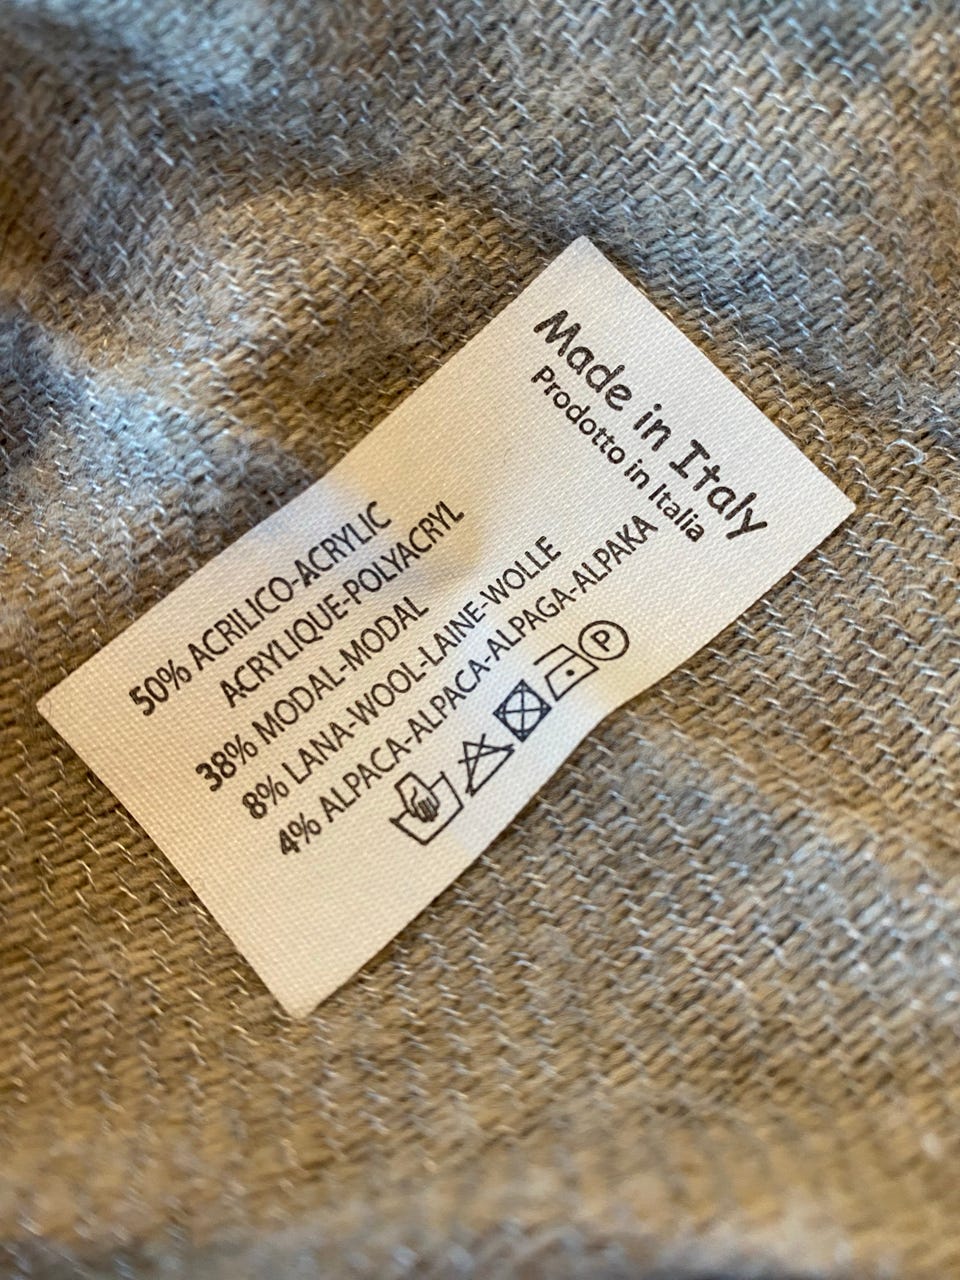 Made in Italy
Prodotto in Italia
50% ACRILICO-ACRYLIC
ACRYLIQUE-POLYACRYL
38% MODAL-MODAL
8% LANA-WOOL-LAINE-WOLLE
4% ALPACA-ALPACA-ALPAGA-ALPAKA
P